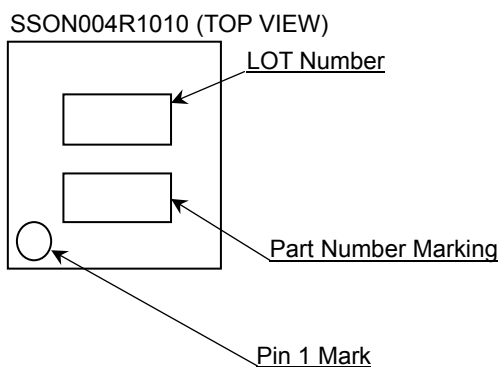 SSON004R1010 (TOP VIEW)
LOT Number
Part Number Marking
Pin 1 Mark